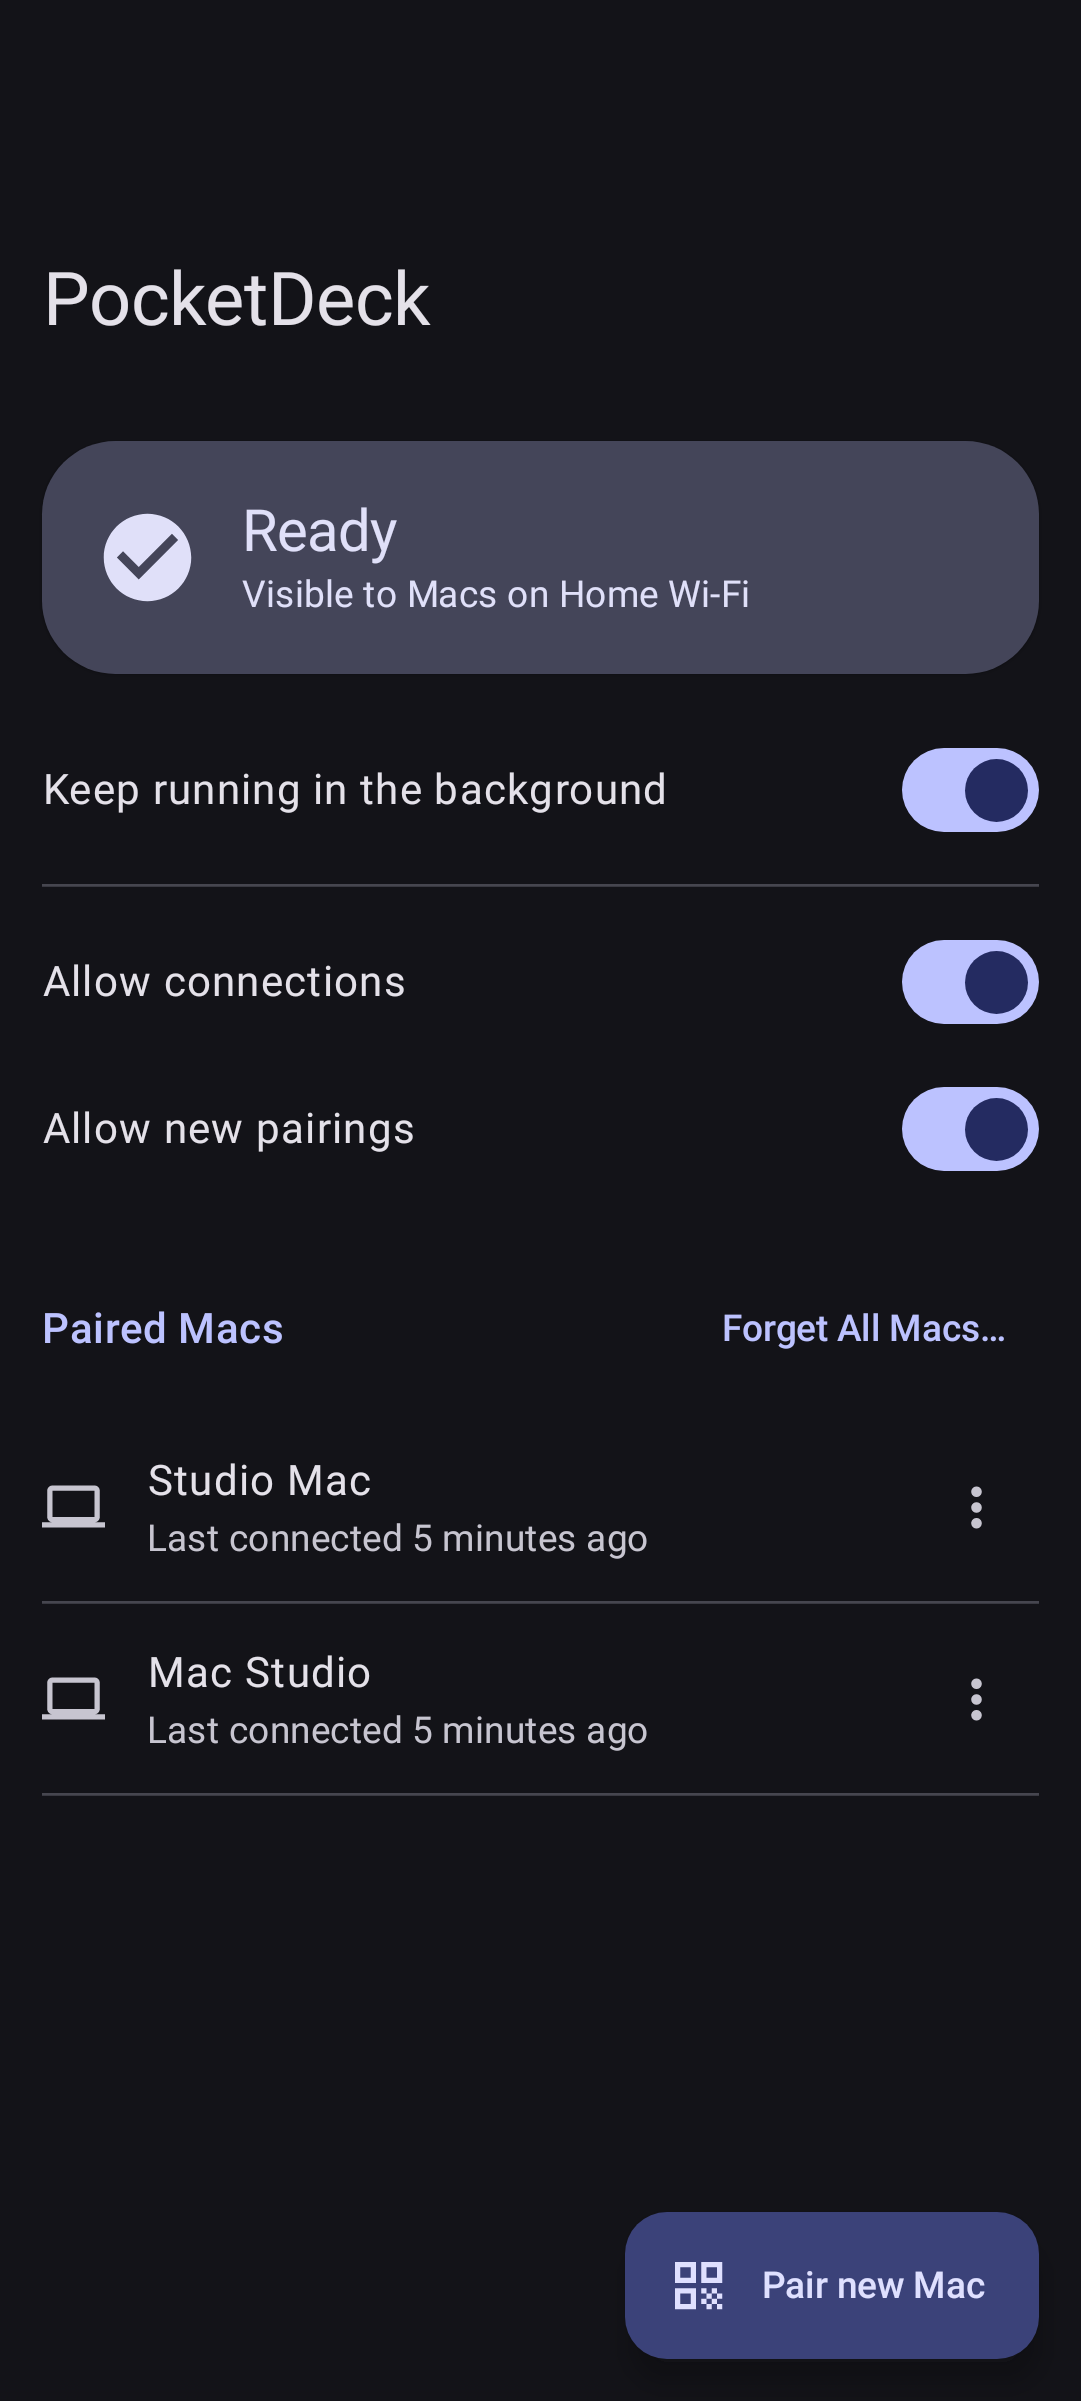 PocketDeck
Ready
Visible to Macs on Home Wi-Fi
Keep running in the background
Allow connections
Allow new pairings
Paired Macs
Forget All Macs...
Studio Mac
Last connected 5 minutes ago
Mac Studio
Last connected 5 minutes ago
Pair new Mac